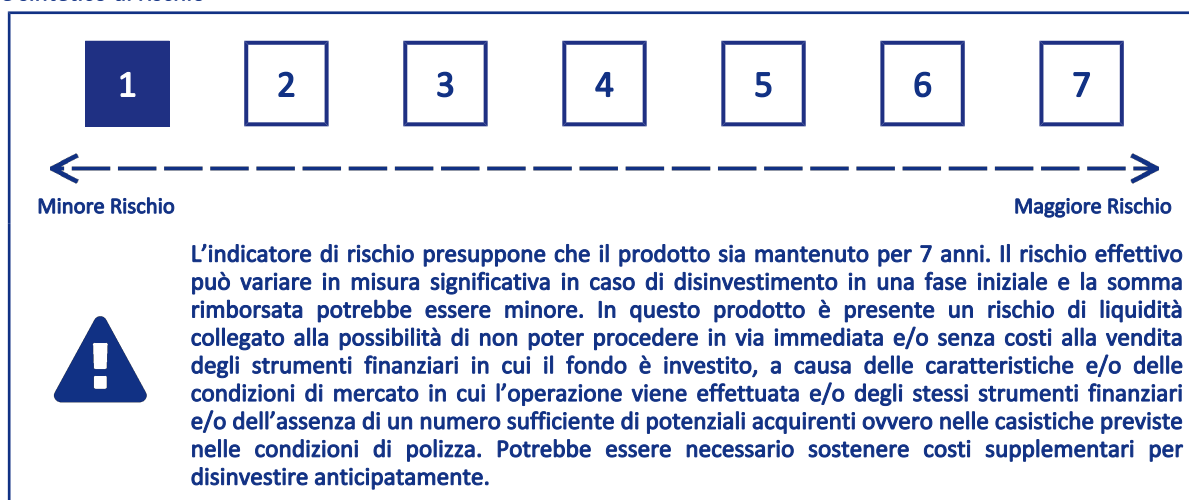 1 2 3 4 5 6 7
Minore Rischio Maggiore Rischio
L'indicatore di rischio presuppone che il prodotto sia mantenuto per 7 anni. Il rischio effettivo
può variare in misura significativa in caso di disinvestimento in una fase iniziale e la somma
rimborsata potrebbe essere minore. In questo prodotto è presente un rischio di liquidità
collegato alla possibilità di non poter procedere in via immediata e/o senza costi alla vendita
degli strumenti finanziari in cui il fondo è investito, a causa delle caratteristiche e/o delle
condizioni di mercato in cui l'operazione viene effettuata e/o degli stessi strumenti finanziari
e/o dell'assenza di un numero sufficiente di potenziali acquirenti ovvero nelle casistiche previste
nelle condizioni di polizza. Potrebbe essere necessario sostenere costi supplementari per
disinvestire anticipatamente.